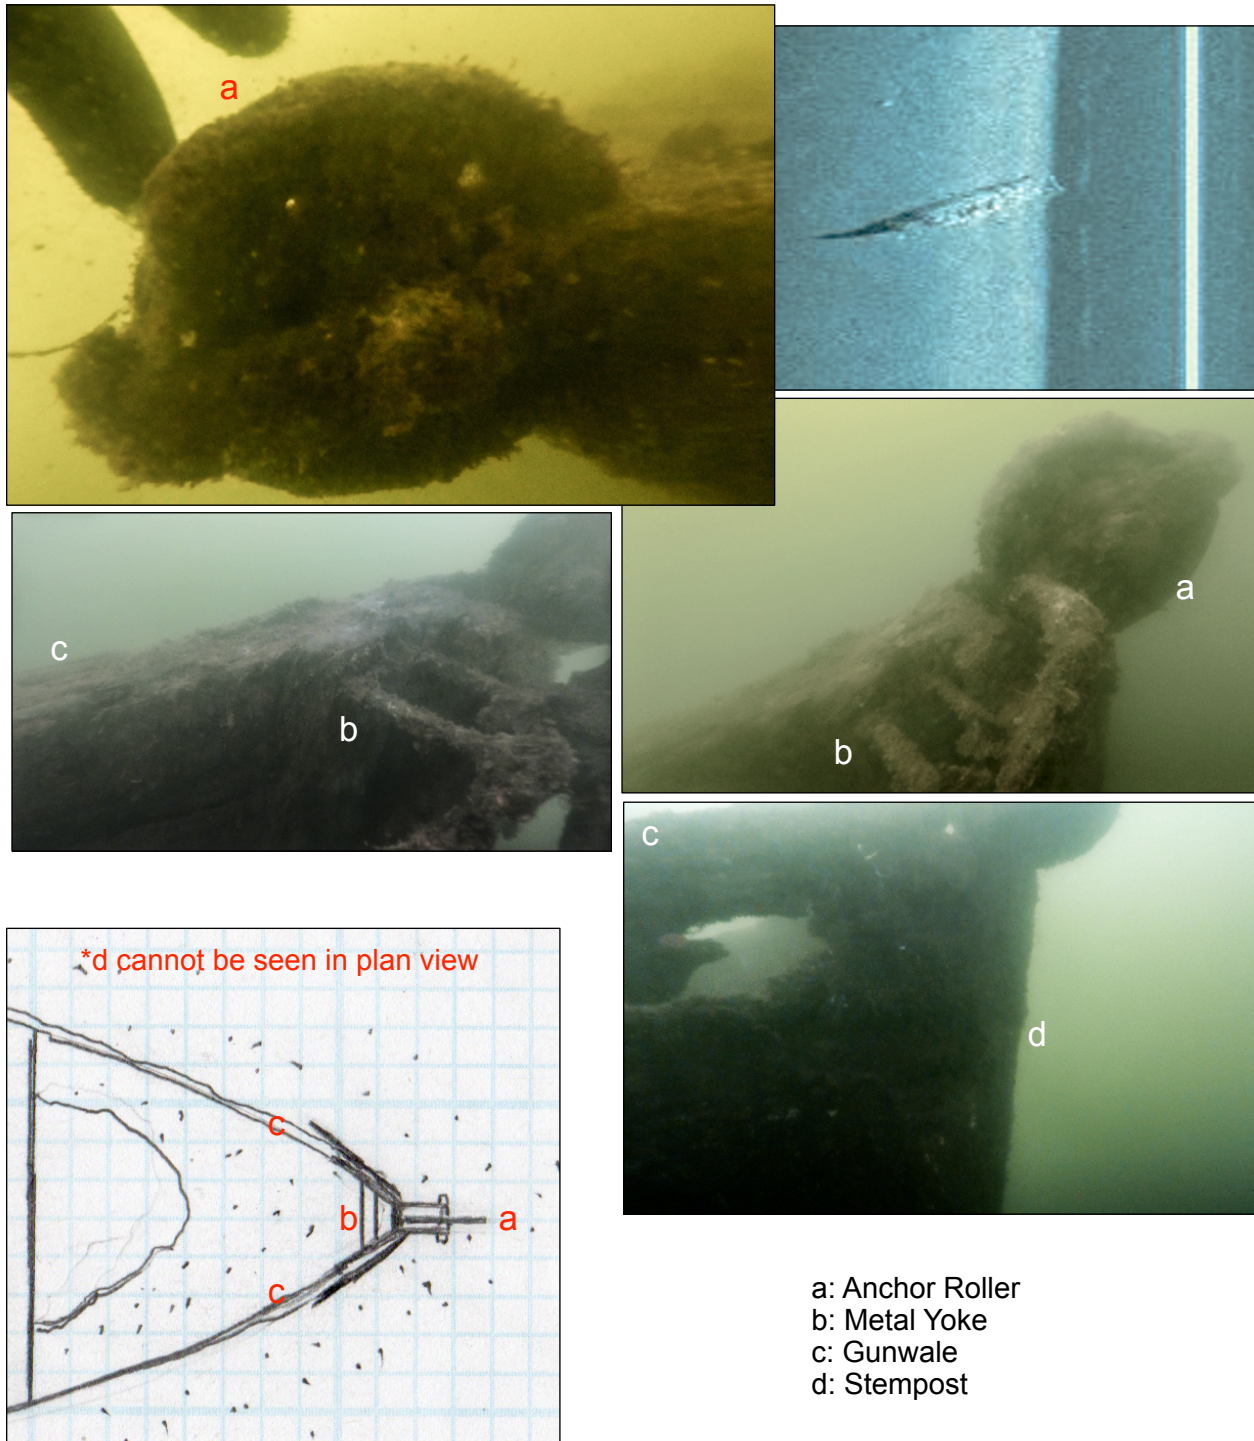 a
c
b
a
b
c
d
*d cannot be seen in plan view
c
b
a
c
a: Anchor Roller
b: Metal Yoke
c: Gunwale
d: Stempost